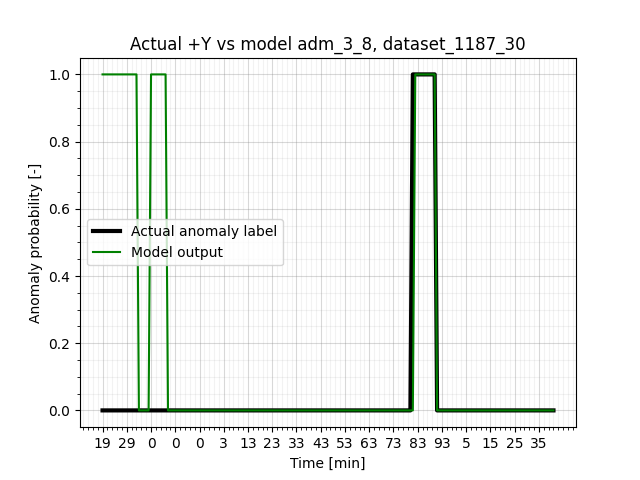 Actual +Y vs model adm_3_8, dataset_1187_30
Anomaly probability [-]
1.0
0.8
0.6
0.4
0.2
0.0
Actual anomaly label
Model output
19 29 0 0 0 3 13 23 33 43 53 63 73 83 93 5 15 25 35
Time [min]